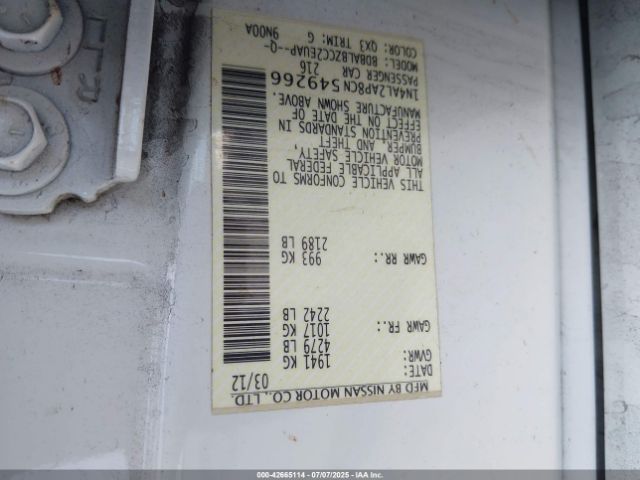 MFD BY NISSAN MOTOR CO., LTD
DATE: 03/12
GVWR: 1941 KG
4279 LB
GAWR FR.: 1017 KG
2242 LB
GAWR RR.: 993 KG
2189 LB
THIS VEHICLE CONFORMS TO
ALL APPLICABLE FEDERAL
MOTOR VEHICLE SAFETY,
BUMPER AND THEFT
PREVENTION STANDARDS IN
EFFECT ON THE DATE OF
MANUFACTURE SHOWN ABOVE.
1N4AL2AP8CN549266
PASSENGER CAR 216
MODEL: BDBALBZCC2EUAP--Q-
COLOR: QX3 TRIM: G
9N00A
000-42665114 07/07/2025 - IAAI.com